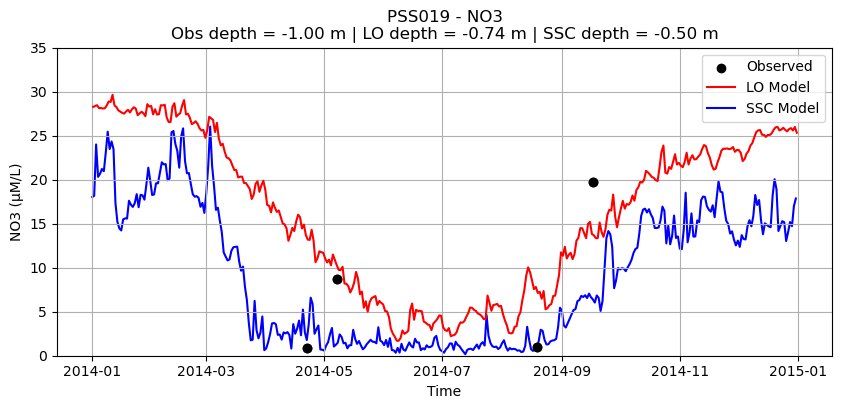 PSS019 - NO3
Obs depth = -1.00 m | LO depth = -0.74 m | SSC depth = -0.50 m
Observed
LO Model
SSC Model
NO3 (µM/L)
35
30
25
20
15
10
5
0
2014-01
2014-03
2014-05
2014-07
2014-09
2014-11
2015-01
Time